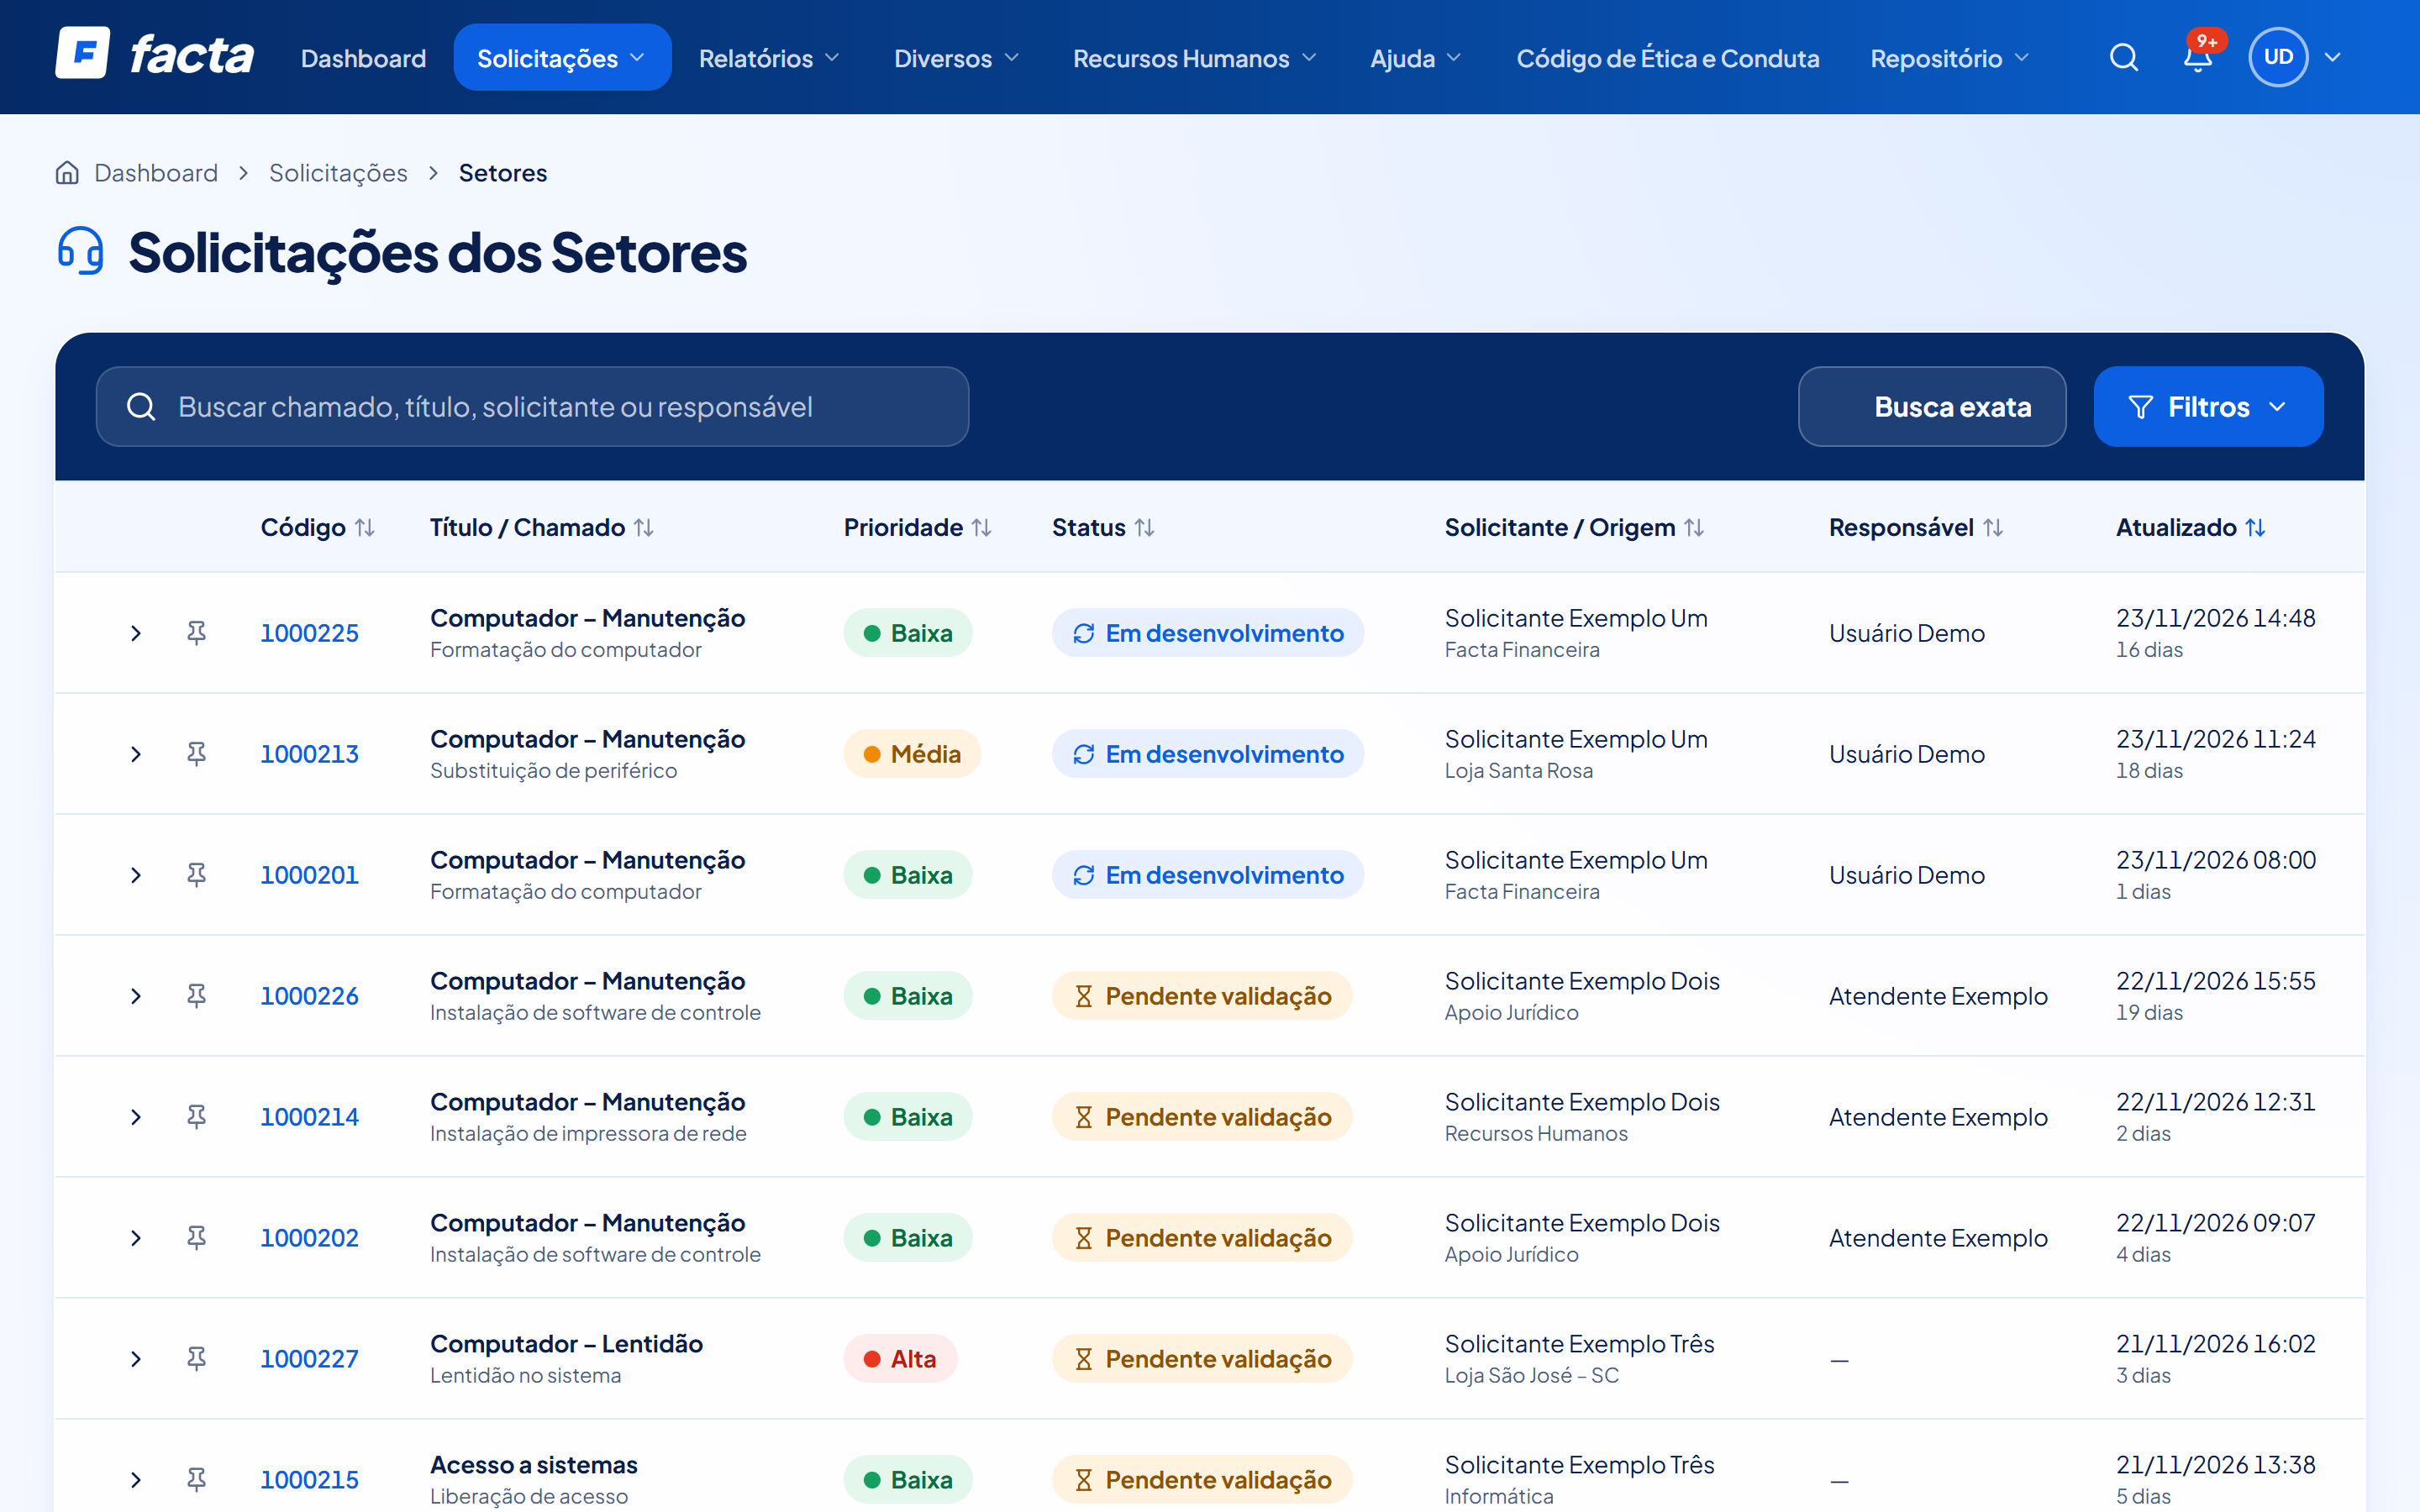 F facta Dashboard Solicitações Relatórios Diversos Recursos Humanos Ajuda Código de Ética e Conduta Repositório 9+ UD
Dashboard Solicitações Setores
Solicitações dos Setores
Buscar chamado, título, solicitante ou responsável Busca exata Filtros
Código Título / Chamado Prioridade Status Solicitante / Origem Responsável Atualizado
1000225 Computador – Manutenção Baixa Em desenvolvimento Solicitante Exemplo Um Usuário Demo 23/11/2026 14:48
Formatação do computador Facta Financeira 16 dias
1000213 Computador – Manutenção Média Em desenvolvimento Solicitante Exemplo Um Usuário Demo 23/11/2026 11:24
Substituição de periférico Loja Santa Rosa 18 dias
1000201 Computador – Manutenção Baixa Em desenvolvimento Solicitante Exemplo Um Usuário Demo 23/11/2026 08:00
Formatação do computador Facta Financeira 1 dias
1000226 Computador – Manutenção Baixa Pendente validação Solicitante Exemplo Dois Atendente Exemplo 22/11/2026 15:55
Instalação de software de controle Apoio Jurídico 19 dias
1000214 Computador – Manutenção Baixa Pendente validação Solicitante Exemplo Dois Atendente Exemplo 22/11/2026 12:31
Instalação de impressora de rede Recursos Humanos 2 dias
1000202 Computador – Manutenção Baixa Pendente validação Solicitante Exemplo Dois Atendente Exemplo 22/11/2026 09:07
Instalação de software de controle Apoio Jurídico 4 dias
1000227 Computador – Lentidão Alta Pendente validação Solicitante Exemplo Três — 21/11/2026 16:02
Lentidão no sistema Loja São José – SC 3 dias
1000215 Acesso a sistemas Baixa Pendente validação Solicitante Exemplo Três — 21/11/2026 13:38
Liberação de acesso Informática 5 dias